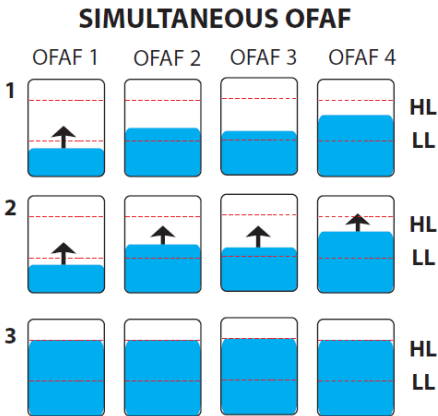 SIMULTANEOUS OFAF
OFAF 1 OFAF 2 OFAF 3 OFAF 4
1
HL
LL
2
HL
LL
3
HL
LL